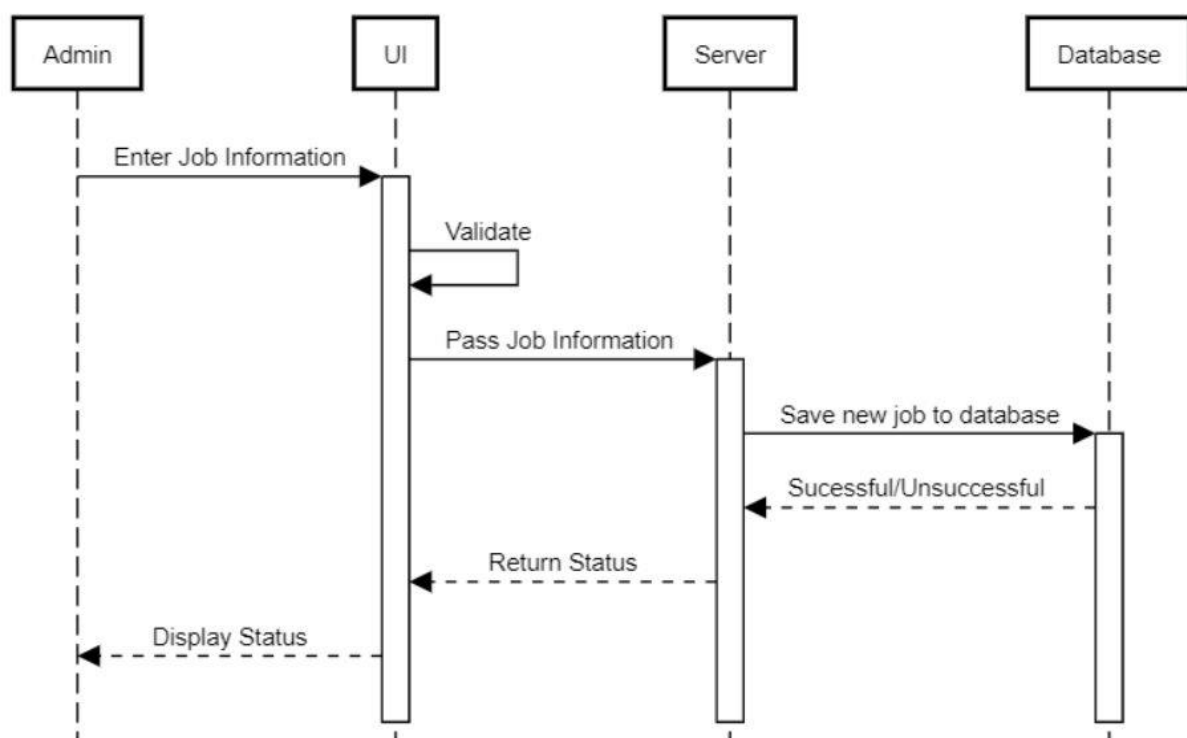 Admin
UI
Server
Database
Enter Job Information
Validate
Pass Job Information
Save new job to database
Sucessful/Unsuccessful
Return Status
Display Status